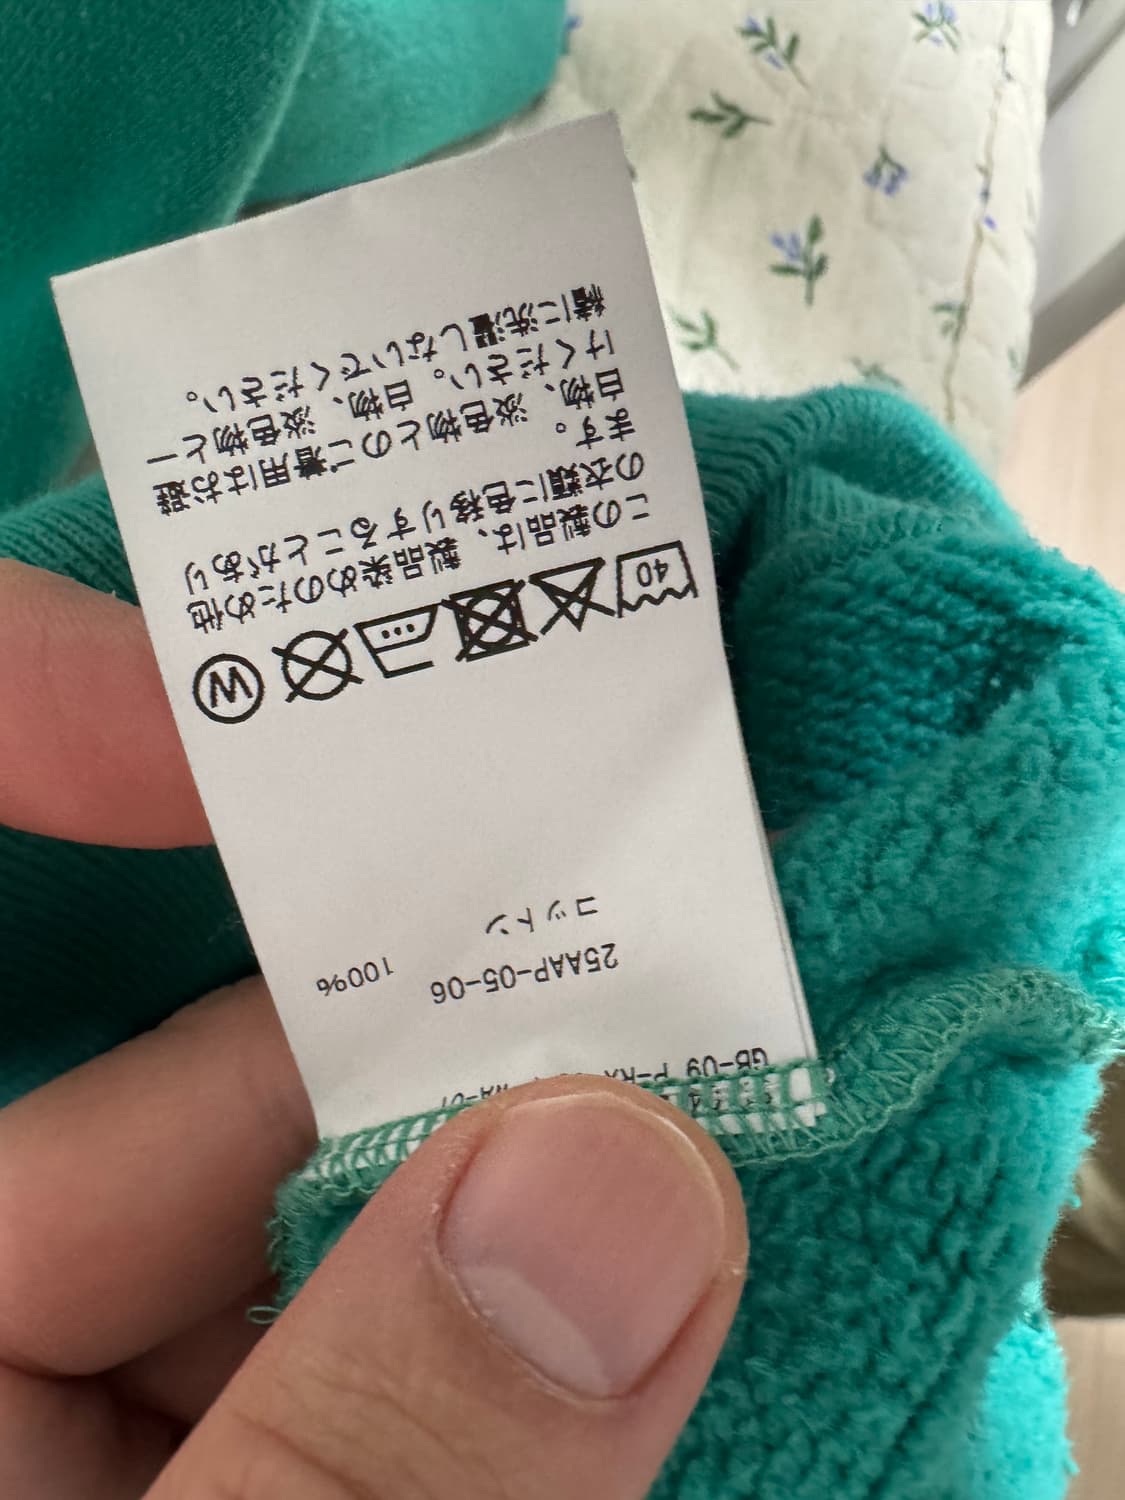 25AAP-05-06
コットン 100%
40 W
この製品は、製品染めのため他
の衣類に色移りすることがあり
ます。
白物、淡色物とのご着用はお避
けください。白物、淡色物と一
緒に洗濯しないでください。